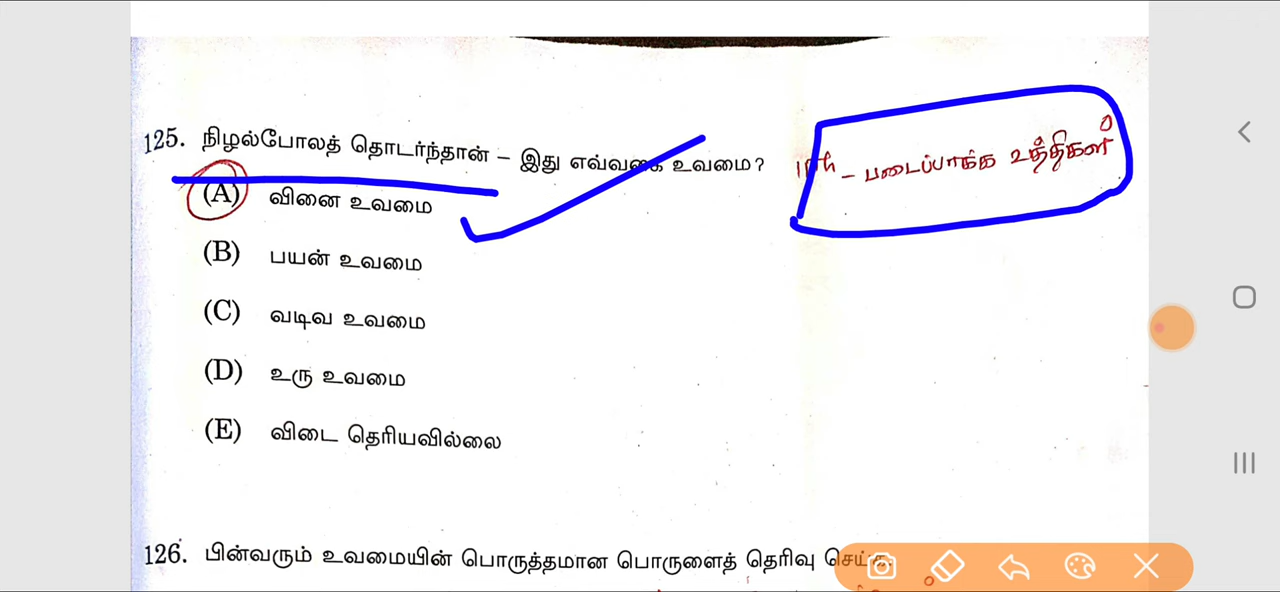 125. நிழல்போலத் தொடர்ந்தான் – இது எவ்வகை உவமை?
11th – படைப்பாக்க உத்திகள்
(A) வினை உவமை
(B) பயன் உவமை
(C) வடிவ உவமை
(D) உரு உவமை
(E) விடை தெரியவில்லை
126. பின்வரும் உவமையின் பொருத்தமான பொருளைத் தெரிவு செய்க.